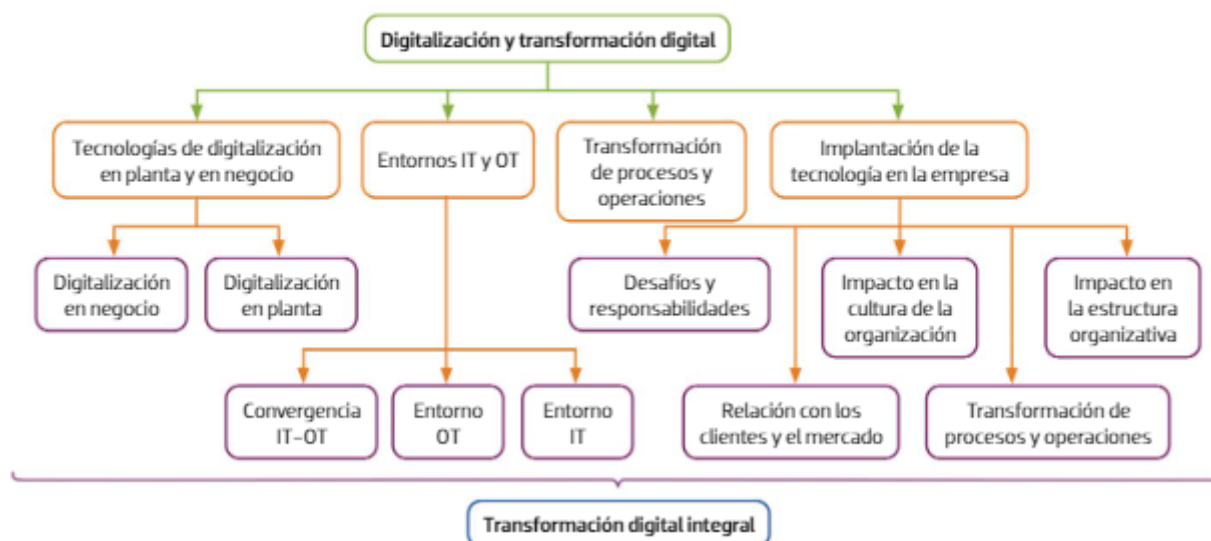 Digitalización y transformación digital
Tecnologías de digitalización
en planta y en negocio
Entornos IT y OT
Transformación
de procesos y
operaciones
Implantación de la
tecnología en la empresa
Digitalización
en negocio
Digitalización
en planta
Desafíos y
responsabilidades
Impacto en la
cultura de la
organización
Impacto en
la estructura
organizativa
Convergencia
IT-OT
Entorno
OT
Entorno
IT
Relación con los
clientes y el mercado
Transformación de
procesos y operaciones
Transformación digital integral